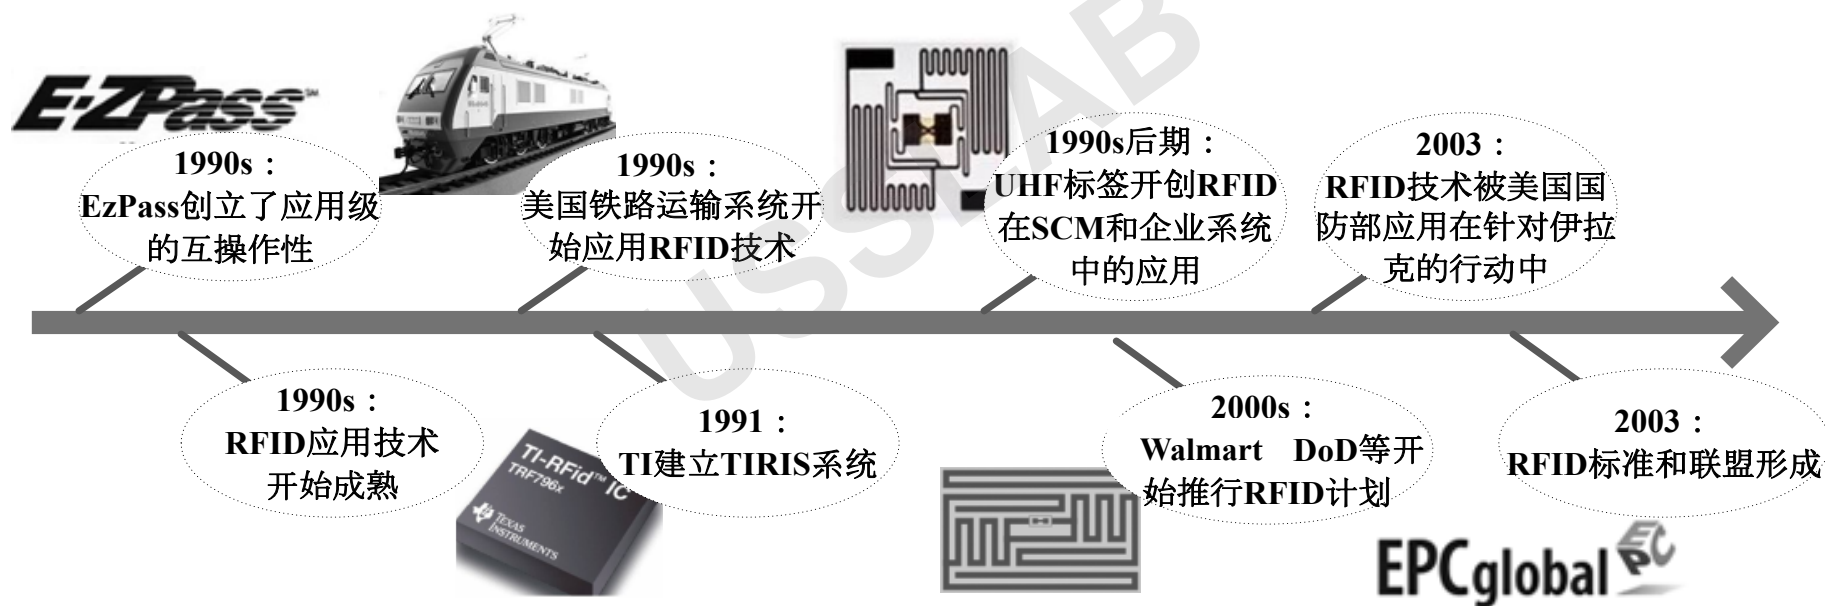 E-ZPass
SM
1990s：
EzPass创立了应用级
的互操作性
1990s：
美国铁路运输系统开
始应用RFID技术
1990s后期：
UHF标签开创RFID
在SCM和企业系统
中的应用
2003：
RFID技术被美国国
防部应用在针对伊拉
克的行动中
USSLAB
1990s：
RFID应用技术
开始成熟
TI-RFid™ IC
TRF796x
TEXAS
INSTRUMENTS
1991：
TI建立TIRIS系统
2000s：
Walmart DoD等开
始推行RFID计划
2003：
RFID标准和联盟形成
EPCglobal
EPC